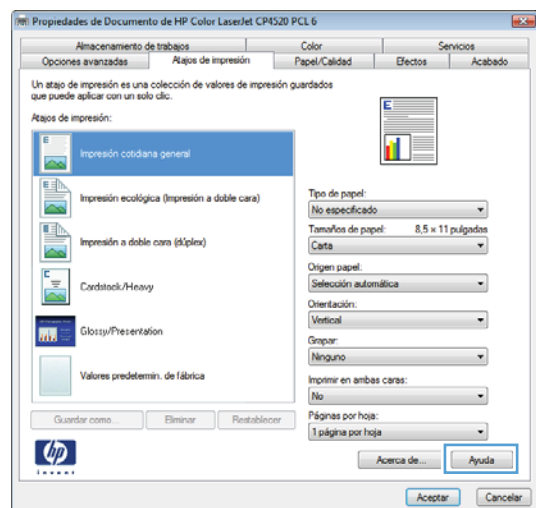 Propiedades de Documento de HP Color LaserJet CP4520 PCL 6
Almacenamiento de trabajos
Color
Servicios
Opciones avanzadas
Atajos de impresión
Papel/Calidad
Efectos
Acabado
Un atajo de impresión es una colección de valores de impresión guardados
que puede aplicar con un solo clic.
Atajos de impresión:
Impresión cotidiana general
Impresión ecológica (Impresión a doble cara)
Impresión a doble cara (dúplex)
Cardstock/Heavy
Glossy/Presentation
Valores predetermin. de fábrica
Guardar como...
Eliminar
Restablecer
E
Tipo de papel:
No especificado
Tamaños de papel: 8,5 × 11 pulgadas
Carta
Origen papel:
Selección automática
Orientación:
Vertical
Grapar:
Ninguno
Imprimir en ambas caras:
No
Páginas por hoja:
1 página por hoja
hp
invent
Acerca de...
Ayuda
Aceptar
Cancelar